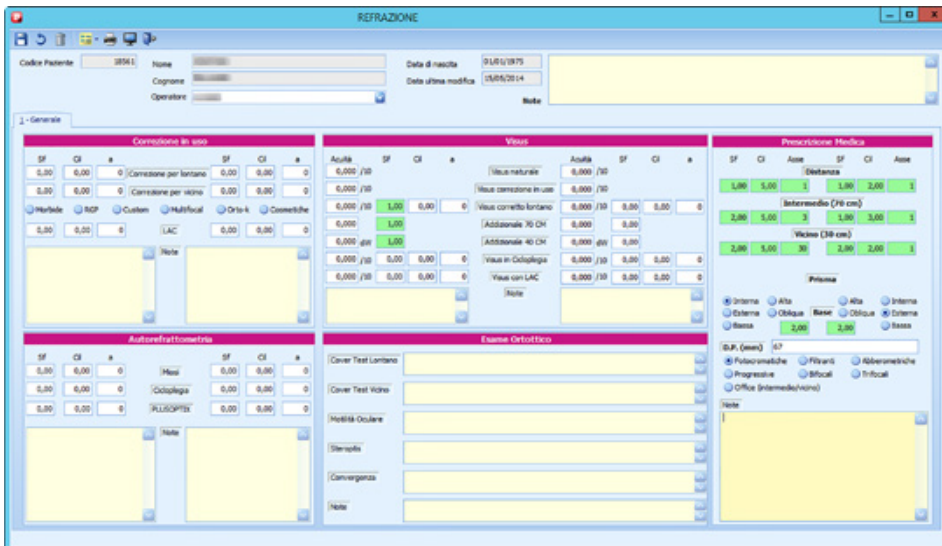 REFRAZIONE
Codice Paziente 18561 Nome Data di nascita 01/01/1975
Cognome Data ultima modifica 15/05/2014
Operatore Note
1 - Generale
Correzione in uso
Sf Cil a Sf Cil a
0,00 0,00 0 Correzione per lontano 0,00 0,00 0
0,00 0,00 0 Correzione per vicino 0,00 0,00 0
Morbide RGP Custom Multifocal Orto-k Cosmetiche
0,00 0,00 0 LAC 0,00 0,00 0
Note
Visus
Acuità Sf Cil a Acuità Sf Cil a
0,000 /10 Visus naturale 0,000 /10
0,000 /10 Visus correzione in uso 0,000 /10
0,000 /10 1,00 0,00 0 Visus corretto lontano 0,000 /10 0,00 0,00 0
1,00 Addizionale 70 CM 0,000 0,00
0,000 dW 1,00 Addizionale 40 CM 0,000 dW 0,00
0,000 /10 0,00 0,00 0 Visus in Cicloplegia 0,000 /10 0,00 0,00 0
0,000 /10 0,00 0,00 0 Visus con LAC 0,000 /10 0,00 0,00 0
Note
Prescrizione Medica
Sf Cil Asse Sf Cil Asse
Distanza
1,00 5,00 1 1,00 2,00 1
Intermedio (70 cm)
2,00 5,00 3 1,00 3,00 1
Vicino (30 cm)
2,00 5,00 30 2,00 2,00 1
Prisma
Interna Alta Alta Interna
Esterna Obliqua Base Obliqua Esterna
Bassa 2,00 2,00 Bassa
D.P. (mm) 67
Fotocromatiche Filtranti Abberometriche
Progressive Bifocali Trifocali
Office (intermedio/vicino)
Note
Autorefrattometria
Sf Cil a Sf Cil a
0,00 0,00 0 Miosi 0,00 0,00 0
0,00 0,00 0 Cicloplegia 0,00 0,00 0
0,00 0,00 0 PLUSOPTIX 0,00 0,00 0
Note
Esame Ortottico
Cover Test Lontano
Cover Test Vicino
Motilità Oculare
Steropsi
Convergenza
Note